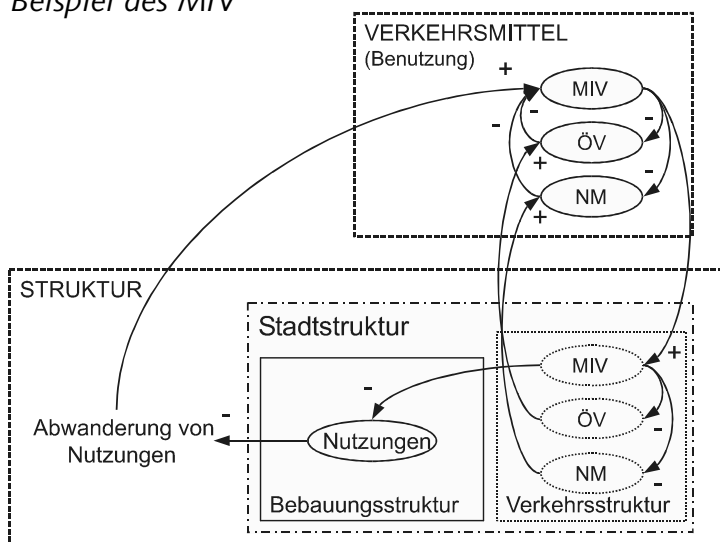 Beispiel des MIV
VERKEHRSMITTEL
(Benutzung)
+
MIV
-
-
-
ÖV
+
-
NM
+
STRUKTUR
Stadtstruktur
MIV
+
-
-
Abwanderung von
Nutzungen
Nutzungen
ÖV
-
NM
-
Bebauungsstruktur
Verkehrsstruktur